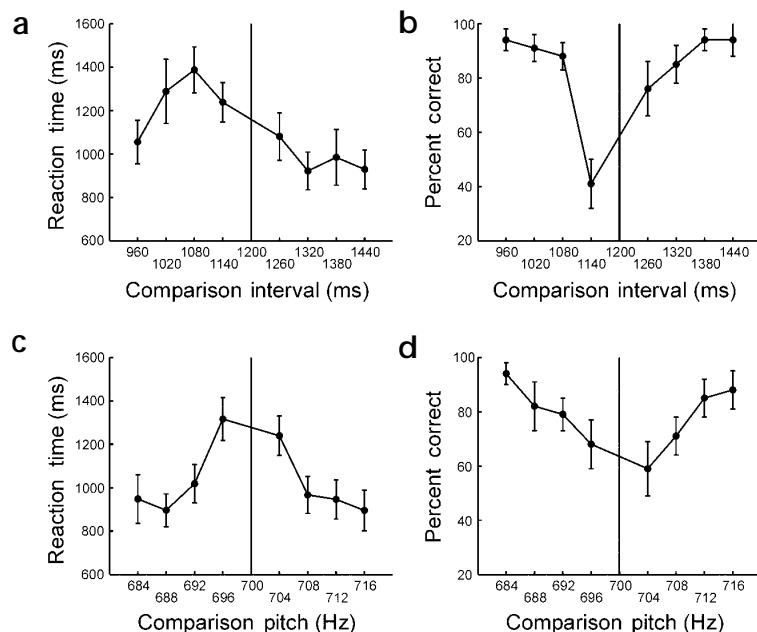 a
Reaction time (ms)
1600
1400
1200
1000
800
600
960 1080 1200 1320 1440
1020 1140 1260 1380
Comparison interval (ms)
b
Percent correct
100
80
60
40
20
960 1080 1200 1320 1440
1020 1140 1260 1380
Comparison interval (ms)
c
Reaction time (ms)
1600
1400
1200
1000
800
600
684 692 700 708 716
688 696 704 712
Comparison pitch (Hz)
d
Percent correct
100
80
60
40
20
684 692 700 708 716
688 696 704 712
Comparison pitch (Hz)